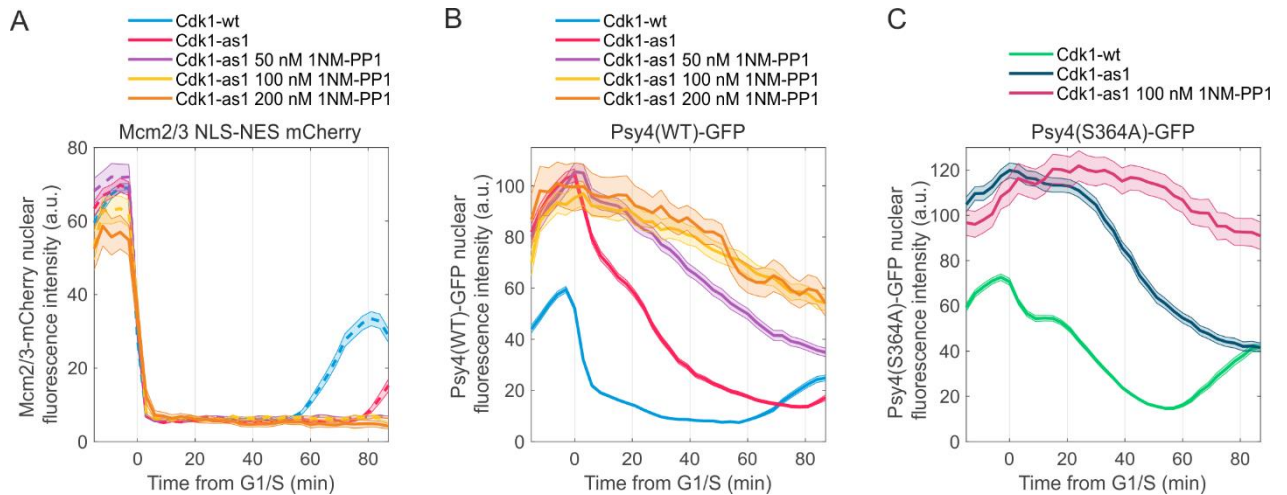 A
Cdk1-wt
Cdk1-as1
Cdk1-as1 50 nM 1NM-PP1
Cdk1-as1 100 nM 1NM-PP1
Cdk1-as1 200 nM 1NM-PP1
Mcm2/3 NLS-NES mCherry
Mcm2/3-mCherry nuclear
fluorescence intensity (a.u.)
80
60
40
20
0
0 20 40 60 80
Time from G1/S (min)
B
Cdk1-wt
Cdk1-as1
Cdk1-as1 50 nM 1NM-PP1
Cdk1-as1 100 nM 1NM-PP1
Cdk1-as1 200 nM 1NM-PP1
Psy4(WT)-GFP
Psy4(WT)-GFP nuclear
fluorescence intensity (a.u.)
100
80
60
40
20
0
0 20 40 60 80
Time from G1/S (min)
C
Cdk1-wt
Cdk1-as1
Cdk1-as1 100 nM 1NM-PP1
Psy4(S364A)-GFP
Psy4(S364A)-GFP nuclear
fluorescence intensity (a.u.)
120
100
80
60
40
20
0
0 20 40 60 80
Time from G1/S (min)